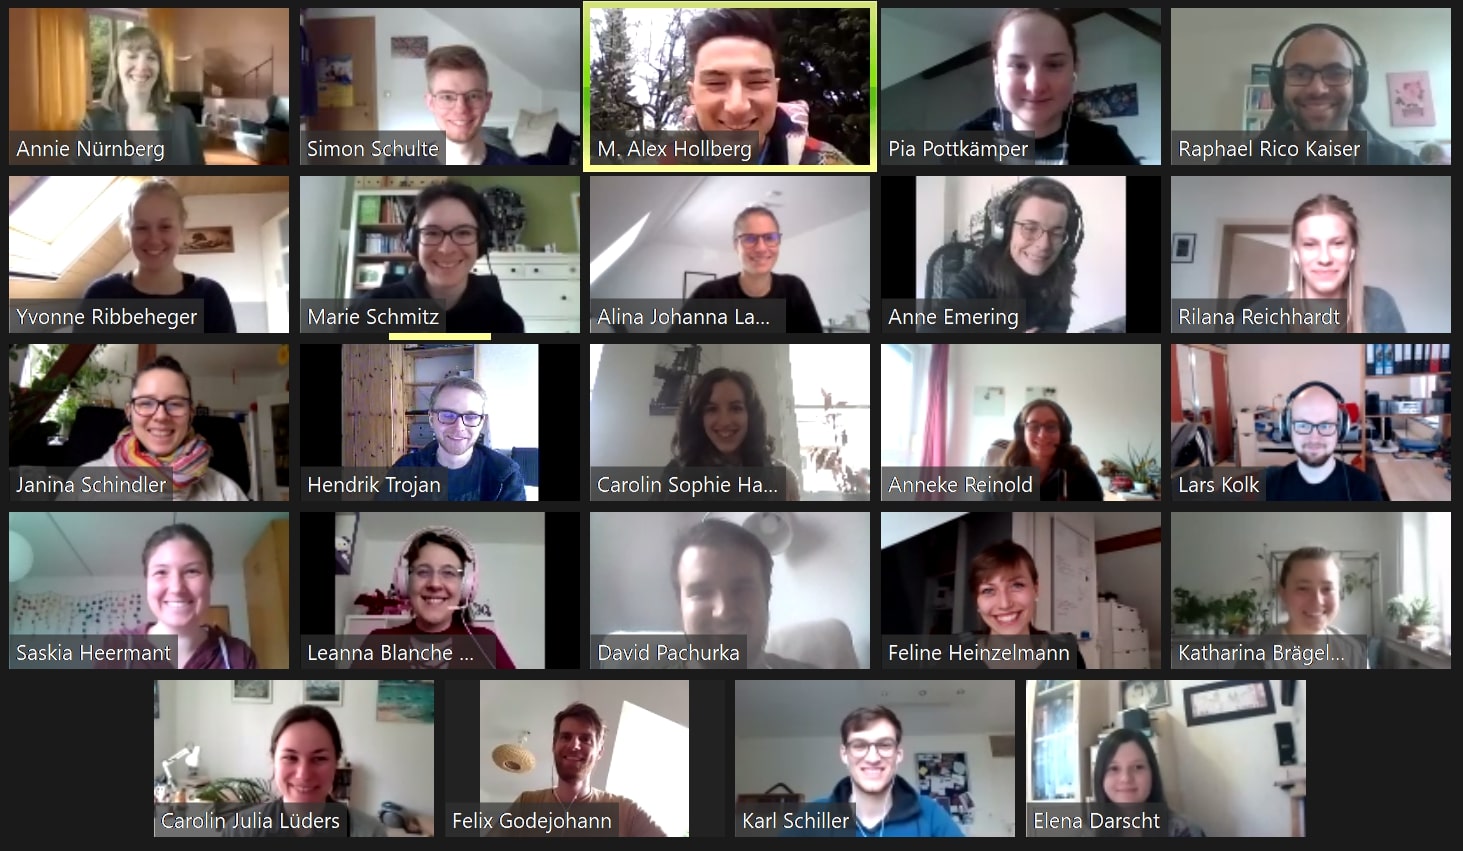 Annie Nürnberg
Simon Schulte
M. Alex Hollberg
Pia Pottkämper
Raphael Rico Kaiser
Yvonne Ribbeheger
Marie Schmitz
Alina Johanna La...
Anne Emering
Rilana Reichhardt
Janina Schindler
Hendrik Trojan
Carolin Sophie Ha...
Anneke Reinold
Lars Kolk
Saskia Heermant
Leanna Blanche ...
David Pachurka
Feline Heinzelmann
Katharina Brägel...
Carolin Julia Lüders
Felix Godejohann
Karl Schiller
Elena Darscht